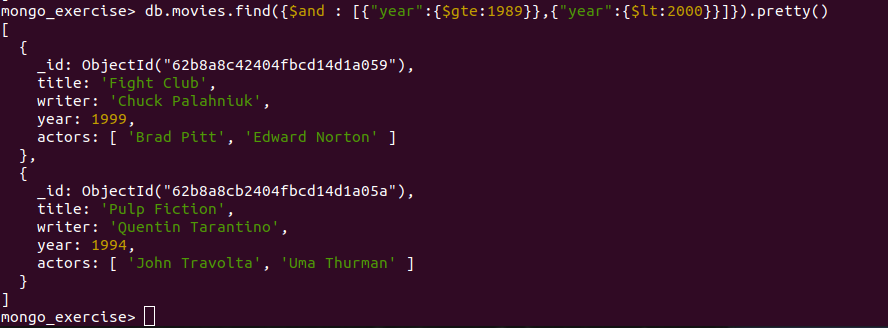 mongo_exercise> db.movies.find({$and : [{"year":{$gte:1989}},{"year":{$lt:2000}}]}).pretty()
[
  {
    _id: ObjectId("62b8a8c42404fbcd14d1a059"),
    title: 'Fight Club',
    writer: 'Chuck Palahniuk',
    year: 1999,
    actors: [ 'Brad Pitt', 'Edward Norton' ]
  },
  {
    _id: ObjectId("62b8a8cb2404fbcd14d1a05a"),
    title: 'Pulp Fiction',
    writer: 'Quentin Tarantino',
    year: 1994,
    actors: [ 'John Travolta', 'Uma Thurman' ]
  }
]
mongo_exercise>